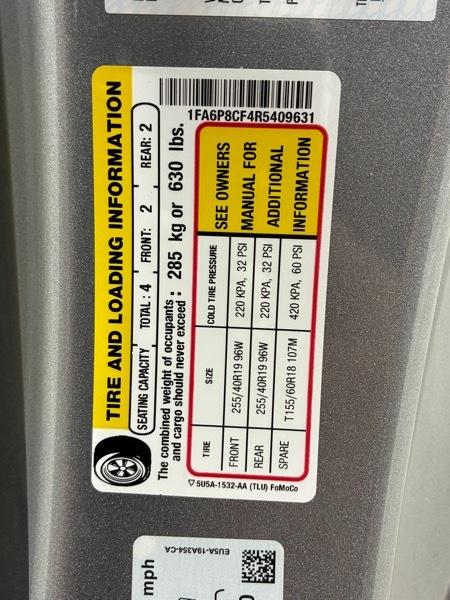 TIRE AND LOADING INFORMATION
SEATING CAPACITY TOTAL : 4 FRONT: 2 REAR: 2
The combined weight of occupants and cargo should never exceed : 285 kg or 630 lbs.
1FA6P8CF4R5409631
TIRE SIZE COLD TIRE PRESSURE
FRONT 255/40R19 96W 220 KPA, 32 PSI
REAR 255/40R19 96W 220 KPA, 32 PSI
SPARE T155/60R18 107M 420 KPA, 60 PSI
SEE OWNERS
MANUAL FOR
ADDITIONAL
INFORMATION
5U5A-1532-AA (TLU) FoMoCo
mph
EU5A-19A354-CA